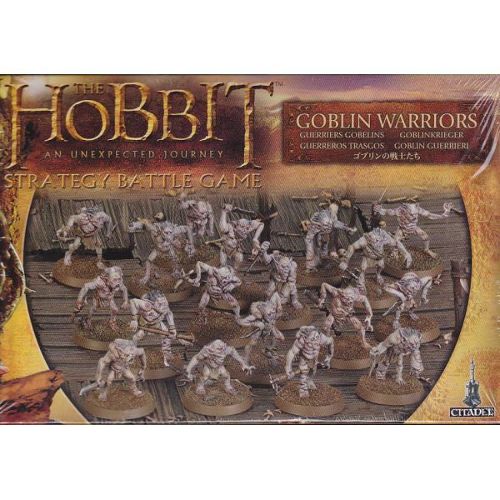 THE
HOBBIT™
AN UNEXPECTED JOURNEY
STRATEGY BATTLE GAME
GOBLIN WARRIORS
GUERRIERS GOBELINS GOBLINKRIEGER
GUERREROS TRASGOS GOBLIN GUERRIERI
ゴブリンの戦士たち
CITADEL